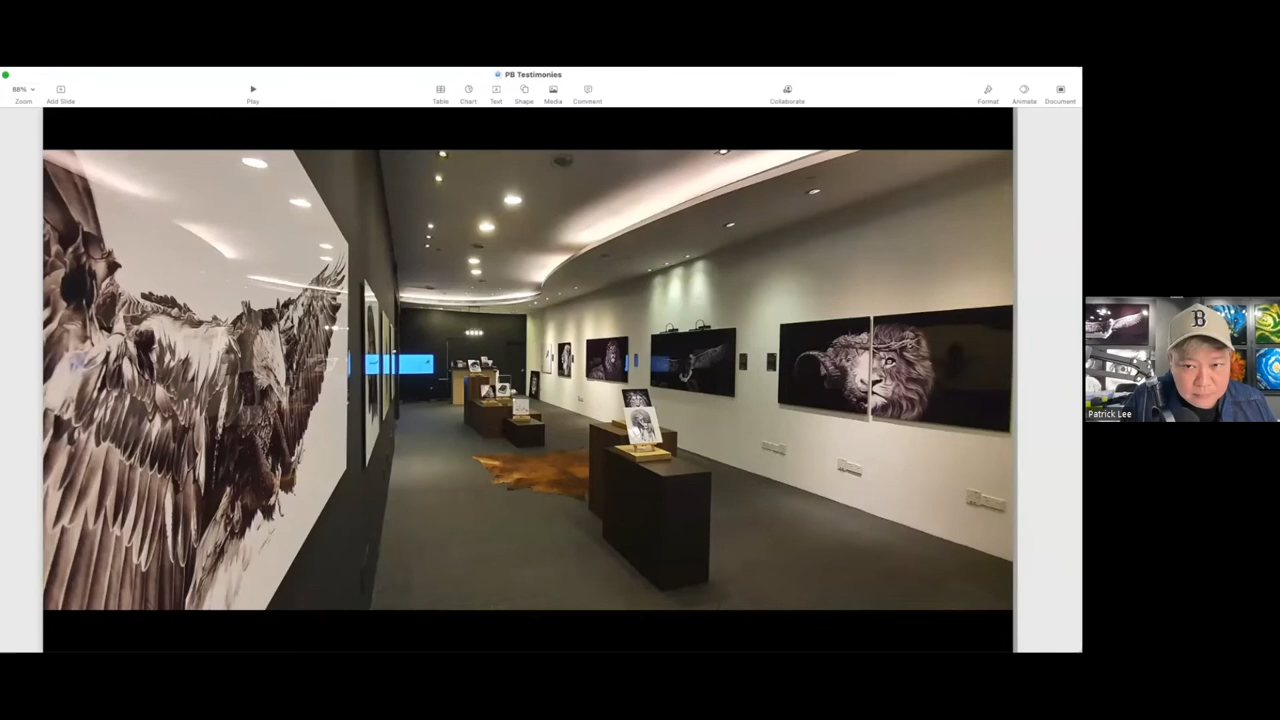 PB Testimonies
88%
Zoom
Add Slide
Play
Table
Chart
Text
Shape
Media
Comment
Collaborate
Format
Animate
Document
B
Patrick Lee